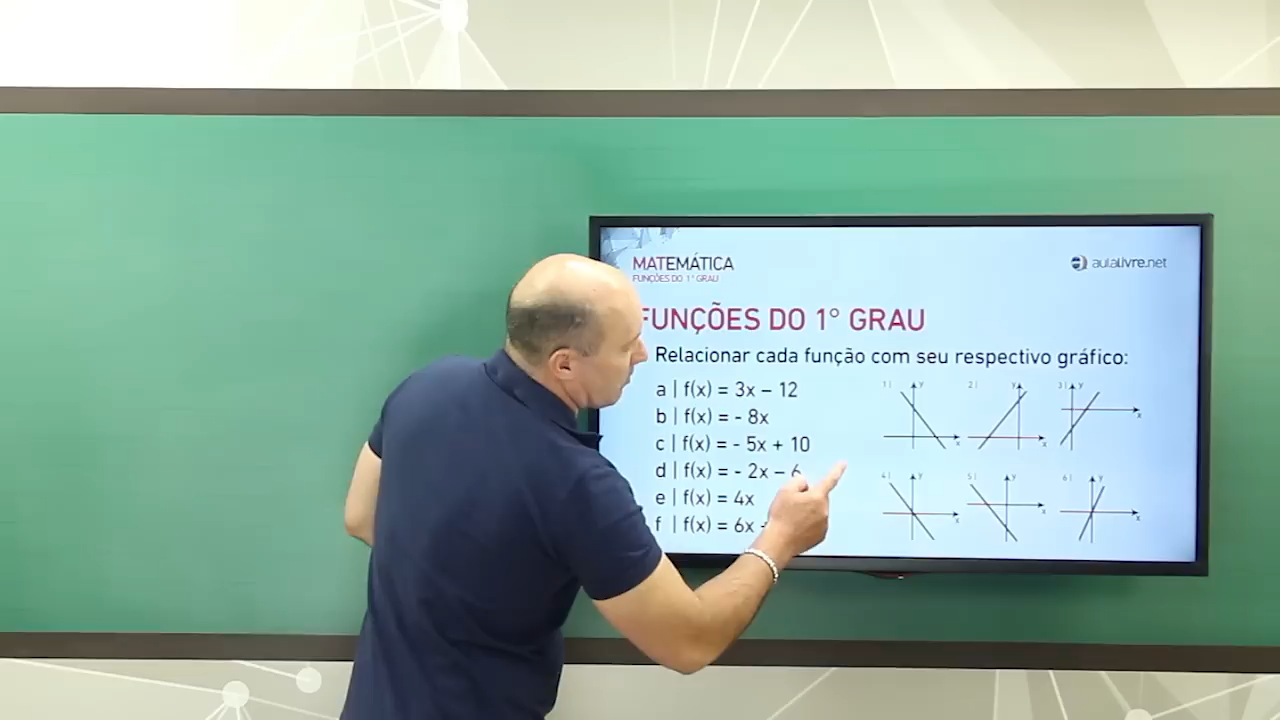 MATEMÁTICA
FUNÇÕES DO 1° GRAU
aulalivre.net
FUNÇÕES DO 1° GRAU
Relacionar cada função com seu respectivo gráfico:
a | f(x) = 3x – 12
b | f(x) = - 8x
c | f(x) = - 5x + 10
d | f(x) = - 2x – 6
e | f(x) = 4x
f | f(x) = 6x
1| y x
2| y x
3| y x
4| y x
5| y x
6| y x